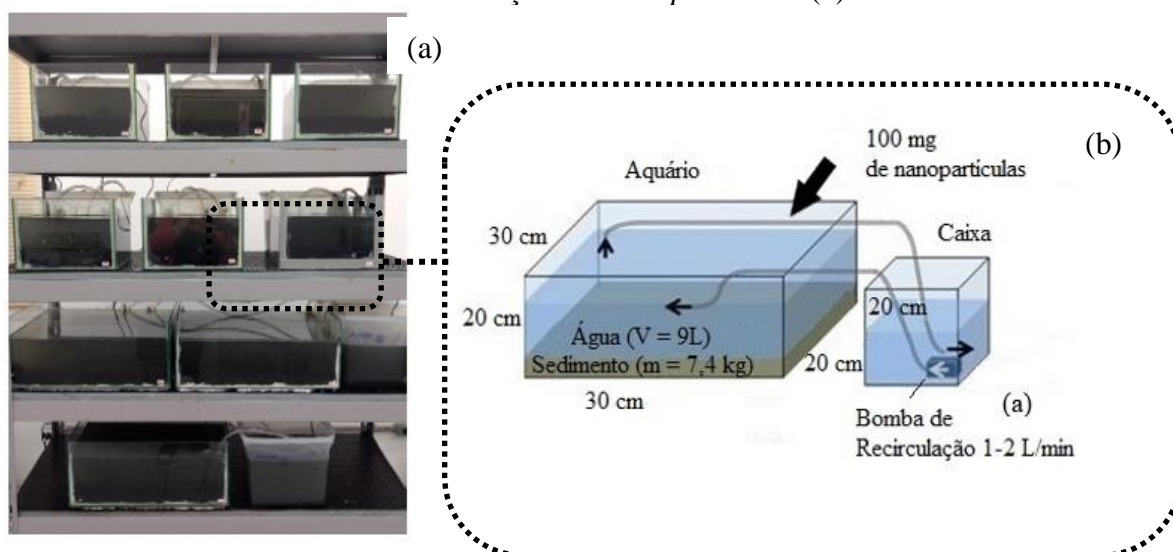 (a)
(b)
100 mg
de nanopartículas
Aquário
Caixa
30 cm
20 cm
20 cm
Água (V = 9L)
Sedimento (m = 7,4 kg)
20 cm
30 cm
(a)
Bomba de
Recirculação 1-2 L/min